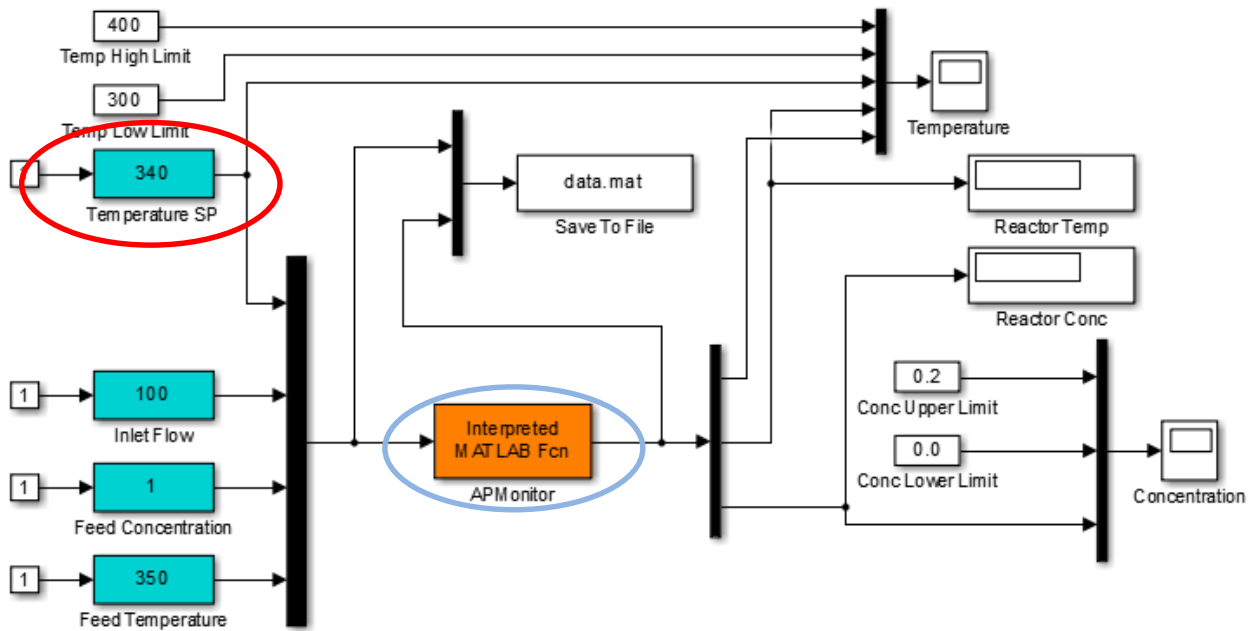 400
Temp High Limit
300
Temp Low Limit
1
340
Temperature SP
Temperature
data.mat
Save To File
Reactor Temp
Reactor Conc
1
100
Inlet Flow
Interpreted
MATLAB Fcn
APMonitor
0.2
Conc Upper Limit
0.0
Conc Lower Limit
Concentration
1
1
Feed Concentration
1
350
Feed Temperature